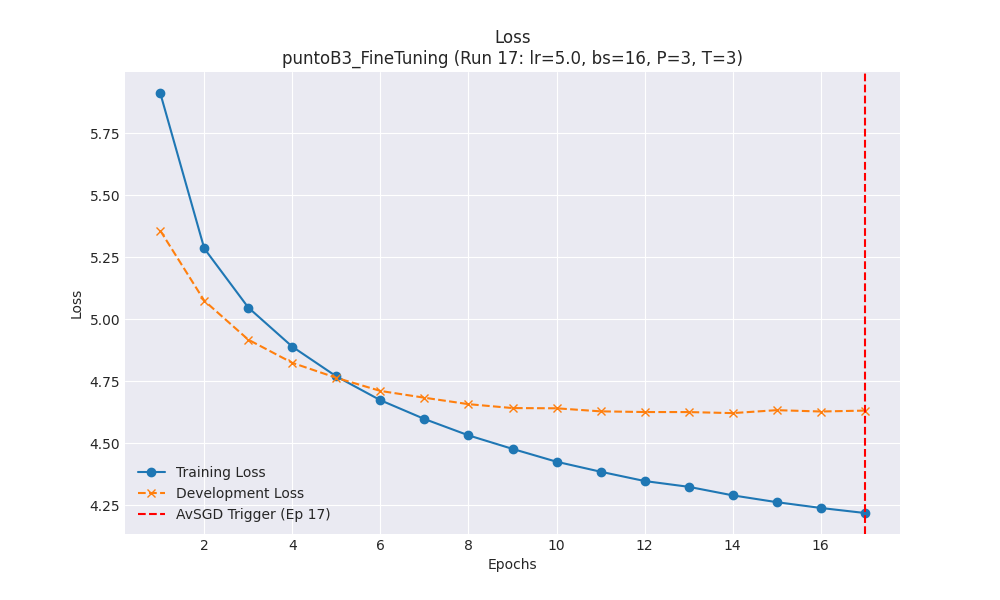 Loss
puntoB3_FineTuning (Run 17: lr=5.0, bs=16, P=3, T=3)
Loss
5.75
5.50
5.25
5.00
4.75
4.50
4.25
Training Loss
Development Loss
AvSGD Trigger (Ep 17)
2 4 6 8 10 12 14 16
Epochs